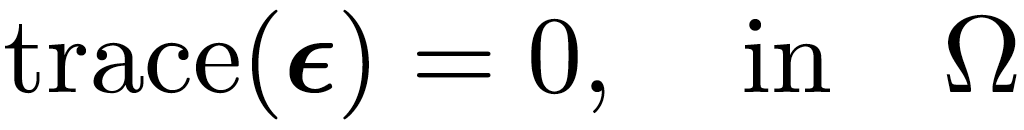 trace(𝝐) = 0, in Ω